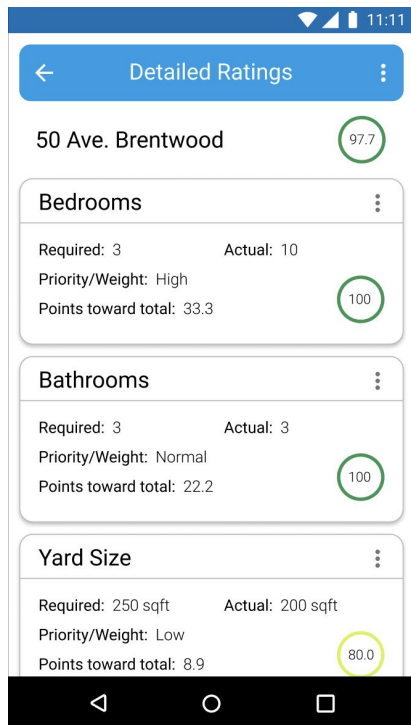 11:11
Detailed Ratings
50 Ave. Brentwood
97.7
Bedrooms
Required: 3 Actual: 10
Priority/Weight: High
Points toward total: 33.3
100
Bathrooms
Required: 3 Actual: 3
Priority/Weight: Normal
Points toward total: 22.2
100
Yard Size
Required: 250 sqft Actual: 200 sqft
Priority/Weight: Low
Points toward total: 8.9
80.0